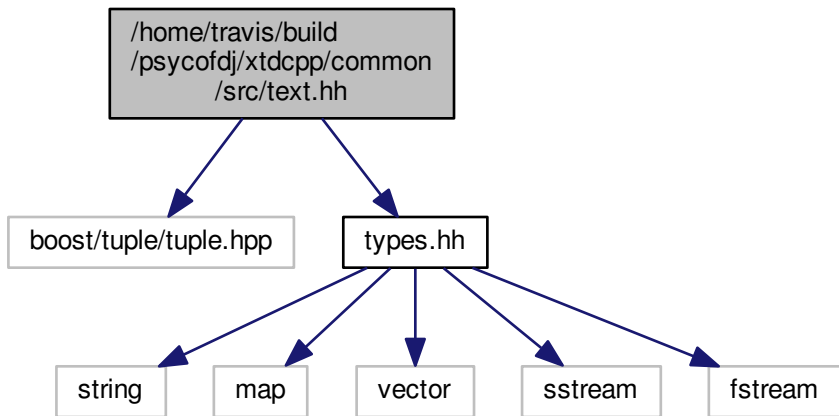 /home/travis/build
/psycofdj/xtdcpp/common
/src/text.hh
boost/tuple/tuple.hpp
types.hh
string
map
vector
sstream
fstream